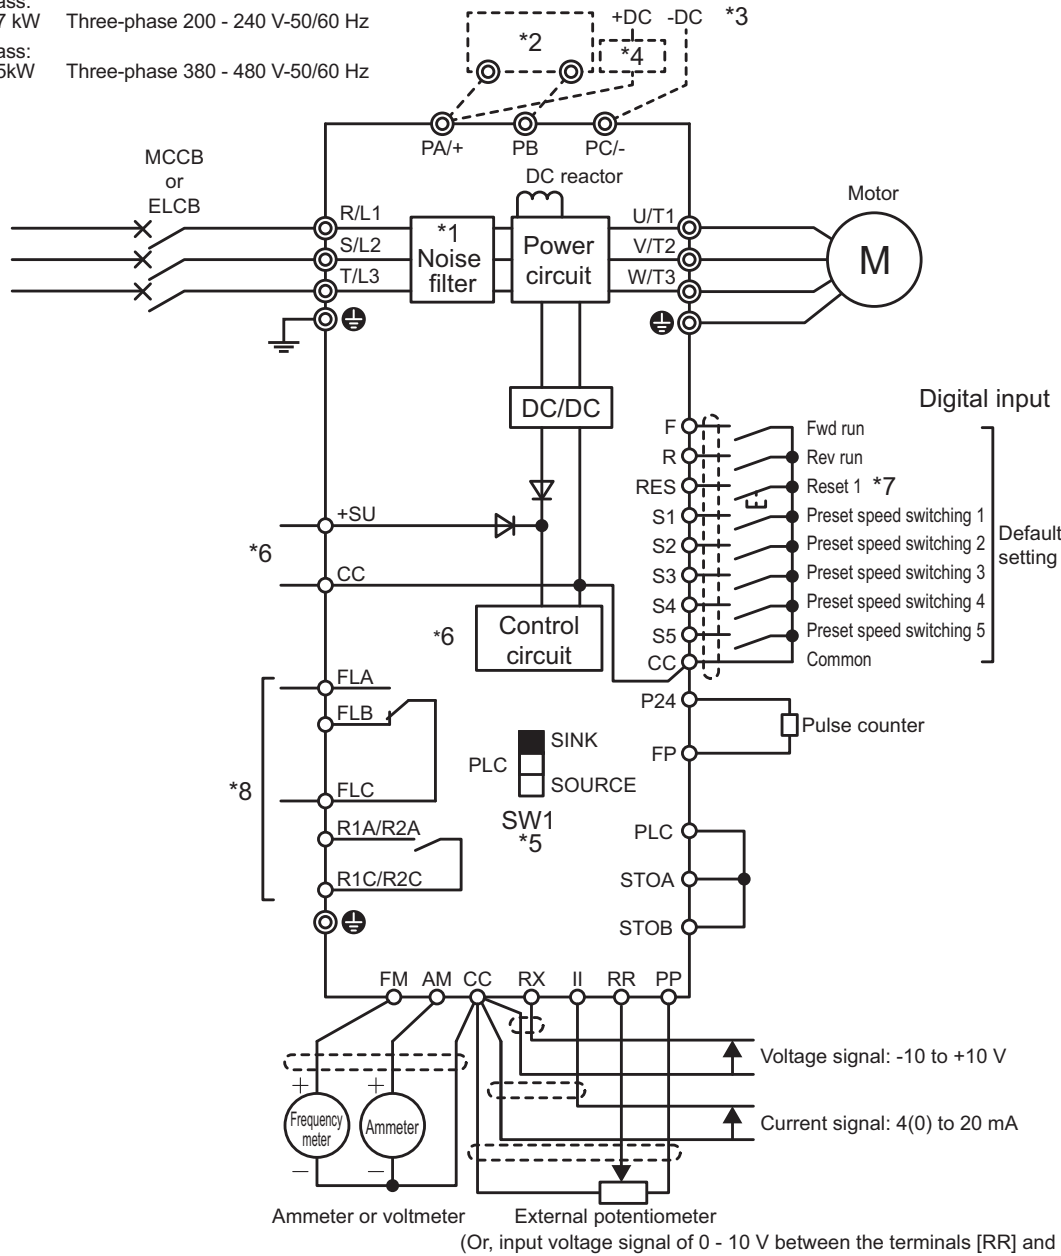 ass:
7 kW Three-phase 200 - 240 V-50/60 Hz
ass:
5kW Three-phase 380 - 480 V-50/60 Hz
*2
+DC -DC *3
*4
PA/+ PB PC/-
MCCB
or
ELCB
DC reactor
Motor
R/L1
S/L2
T/L3
*1
Noise
filter
Power
circuit
U/T1
V/T2
W/T3
M
DC/DC
Digital input
F Fwd run
R Rev run
RES Reset 1 *7
S1 Preset speed switching 1
S2 Preset speed switching 2
S3 Preset speed switching 3
S4 Preset speed switching 4
S5 Preset speed switching 5
CC Common
Default
setting
+SU
*6
CC
*6
Control
circuit
FLA
FLB
FLC
*8
R1A/R2A
R1C/R2C
SINK
PLC
SOURCE
SW1
*5
P24
Pulse counter
FP
PLC
STOA
STOB
FM AM CC RX II RR PP
Voltage signal: -10 to +10 V
Current signal: 4(0) to 20 mA
+ +
Frequency
meter
Ammeter
− −
Ammeter or voltmeter
External potentiometer
(Or, input voltage signal of 0 - 10 V between the terminals [RR] and